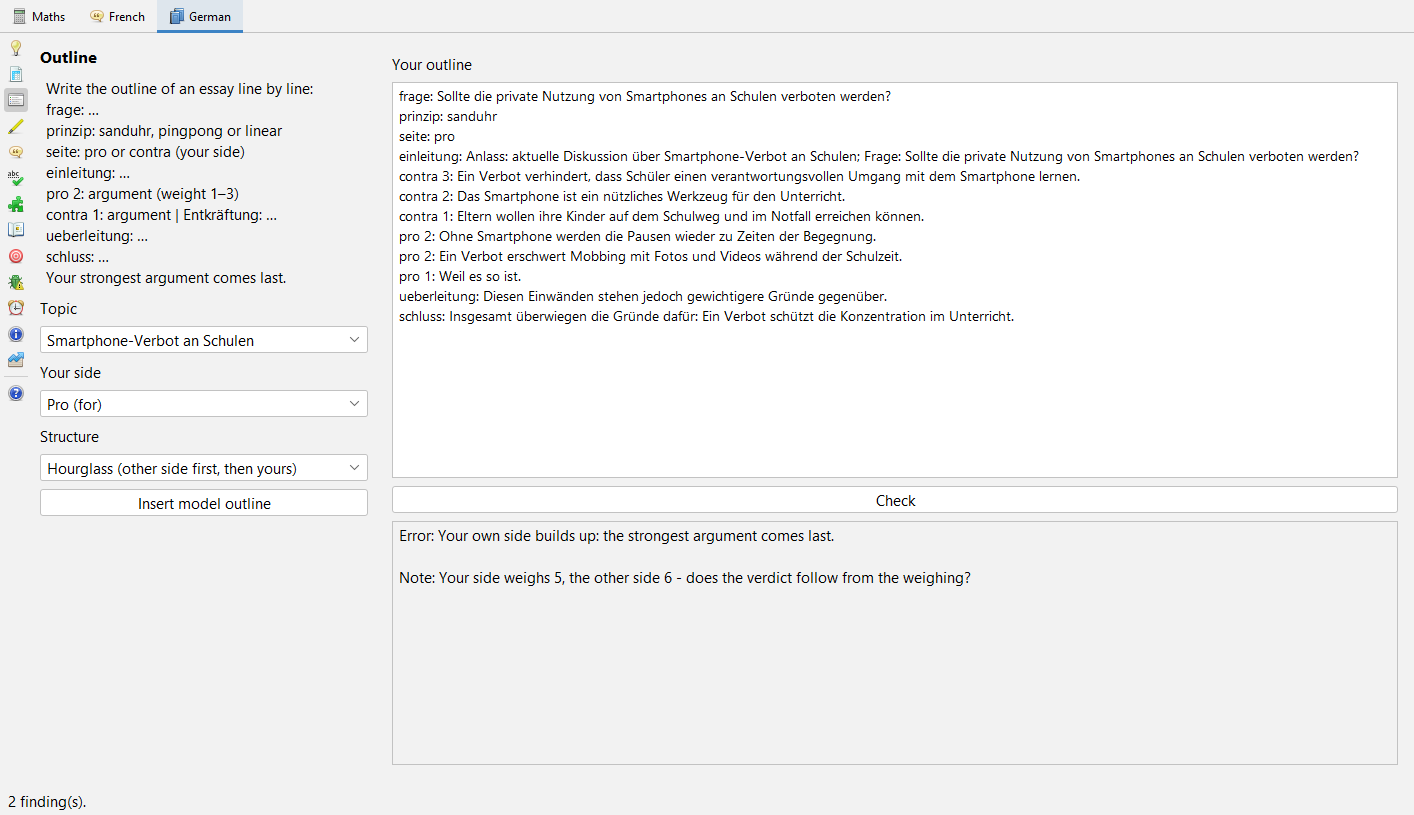 Maths
French
German
Outline
Write the outline of an essay line by line:
frage: ...
prinzip: sanduhr, pingpong or linear
seite: pro or contra (your side)
einleitung: ...
pro 2: argument (weight 1–3)
contra 1: argument | Entkräftung: ...
ueberleitung: ...
schluss: ...
Your strongest argument comes last.
Topic
Smartphone-Verbot an Schulen
Your side
Pro (for)
Structure
Hourglass (other side first, then yours)
Insert model outline
Your outline
frage: Sollte die private Nutzung von Smartphones an Schulen verboten werden?
prinzip: sanduhr
seite: pro
einleitung: Anlass: aktuelle Diskussion über Smartphone-Verbot an Schulen; Frage: Sollte die private Nutzung von Smartphones an Schulen verboten werden?
contra 3: Ein Verbot verhindert, dass Schüler einen verantwortungsvollen Umgang mit dem Smartphone lernen.
contra 2: Das Smartphone ist ein nützliches Werkzeug für den Unterricht.
contra 1: Eltern wollen ihre Kinder auf dem Schulweg und im Notfall erreichen können.
pro 2: Ohne Smartphone werden die Pausen wieder zu Zeiten der Begegnung.
pro 2: Ein Verbot erschwert Mobbing mit Fotos und Videos während der Schulzeit.
pro 1: Weil es so ist.
ueberleitung: Diesen Einwänden stehen jedoch gewichtigere Gründe gegenüber.
schluss: Insgesamt überwiegen die Gründe dafür: Ein Verbot schützt die Konzentration im Unterricht.
Check
Error: Your own side builds up: the strongest argument comes last.
Note: Your side weighs 5, the other side 6 - does the verdict follow from the weighing?
2 finding(s).